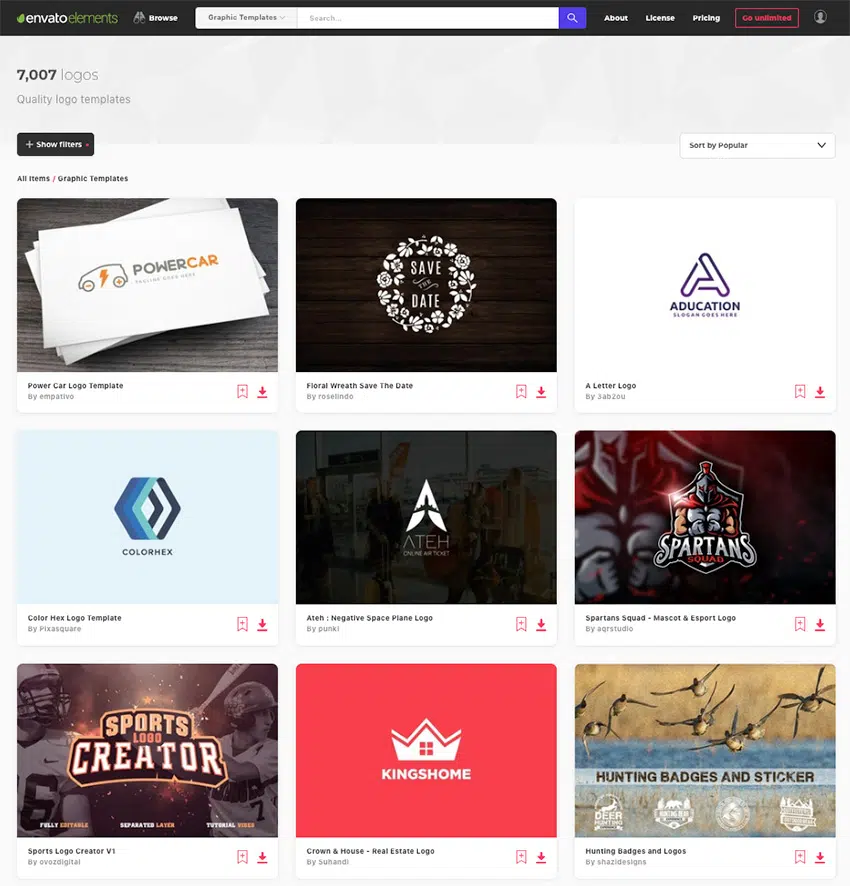 envato elements
Browse
Graphic Templates
Search...
About
License
Pricing
Go unlimited
7,007 logos
Quality logo templates
Show filters
Sort by Popular
All Items / Graphic Templates
POWERCAR
TAGLINE GOES HERE
SAVE
THE
DATE
ADUCATION
SLOGAN GOES HERE
Power Car Logo Template
By empativo
Floral Wreath Save The Date
By roselindo
A Letter Logo
By 3ab2ou
COLORHEX
ATEH
ONLINE AIR TICKET
SPARTANS
SQUAD
Color Hex Logo Template
By Pixasquare
Ateh : Negative Space Plane Logo
By punkl
Spartans Squad - Mascot & Esport Logo
By aqrstudio
SPORTS
LOGO
CREATOR
FULLY EDITABLE
SEPARATED LAYER
TUTORIAL VIDEO
KINGSHOME
HUNTING BADGES AND STICKER
DEER
HUNTING
Sports Logo Creator V1
By ovozdigital
Crown & House - Real Estate Logo
By Suhandi
Hunting Badges and Logos
By shazidesigns